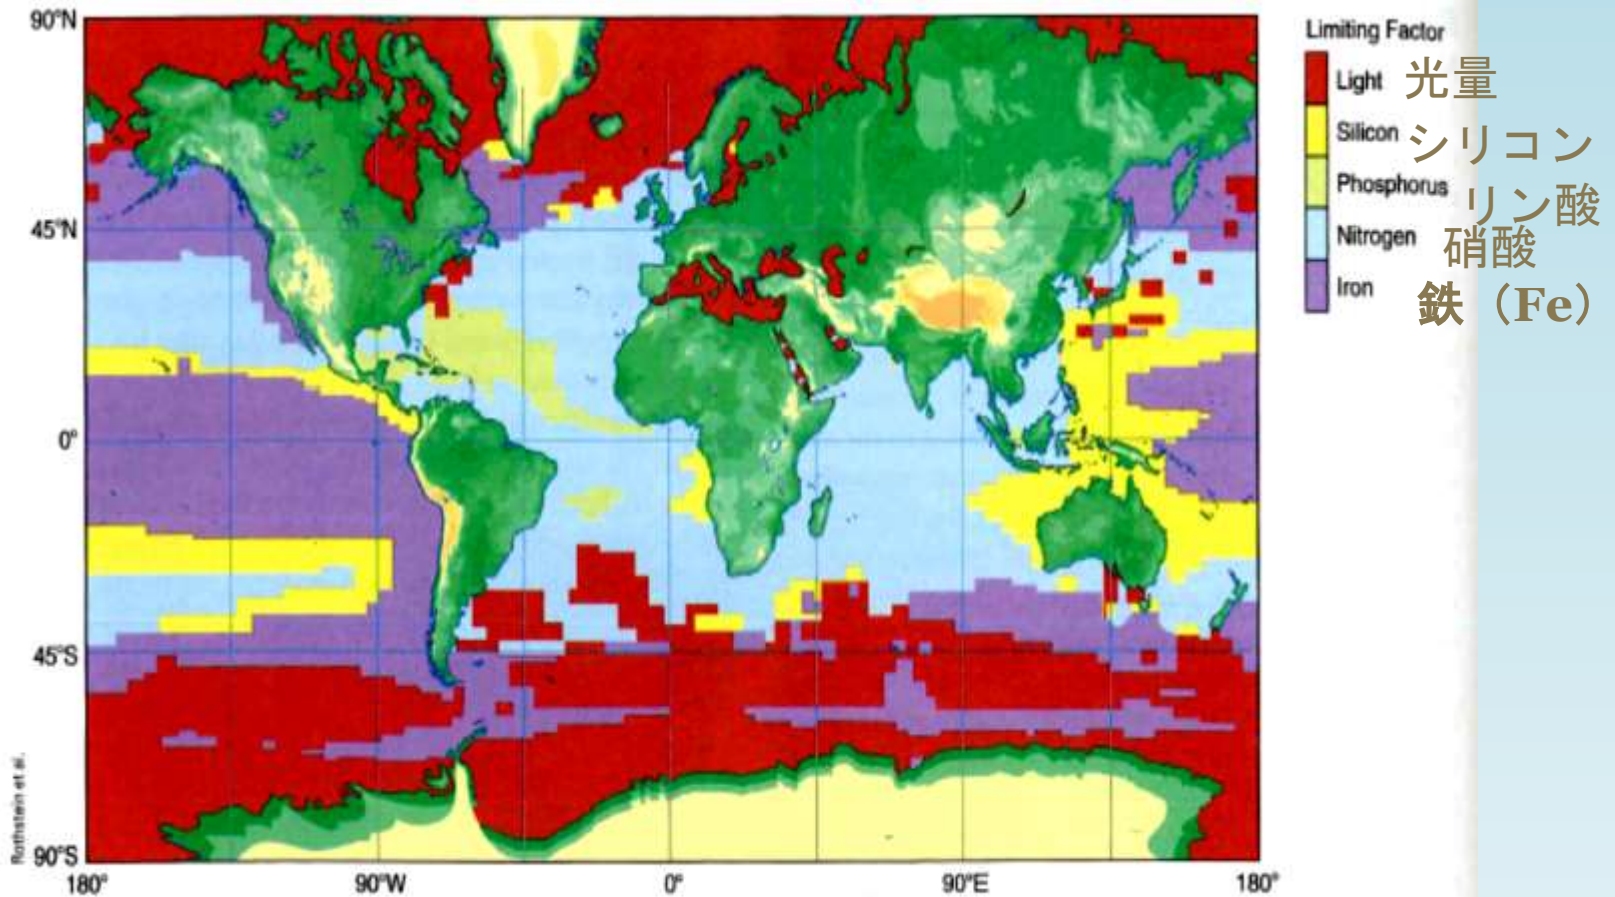 90°N
45°N
0°
45°S
90°S
180°
90°W
0°
90°E
180°
Rothstein et al.
Limiting Factor
Light 光量
Silicon シリコン
Phosphorus リン酸
Nitrogen 硝酸
Iron 鉄（Fe）